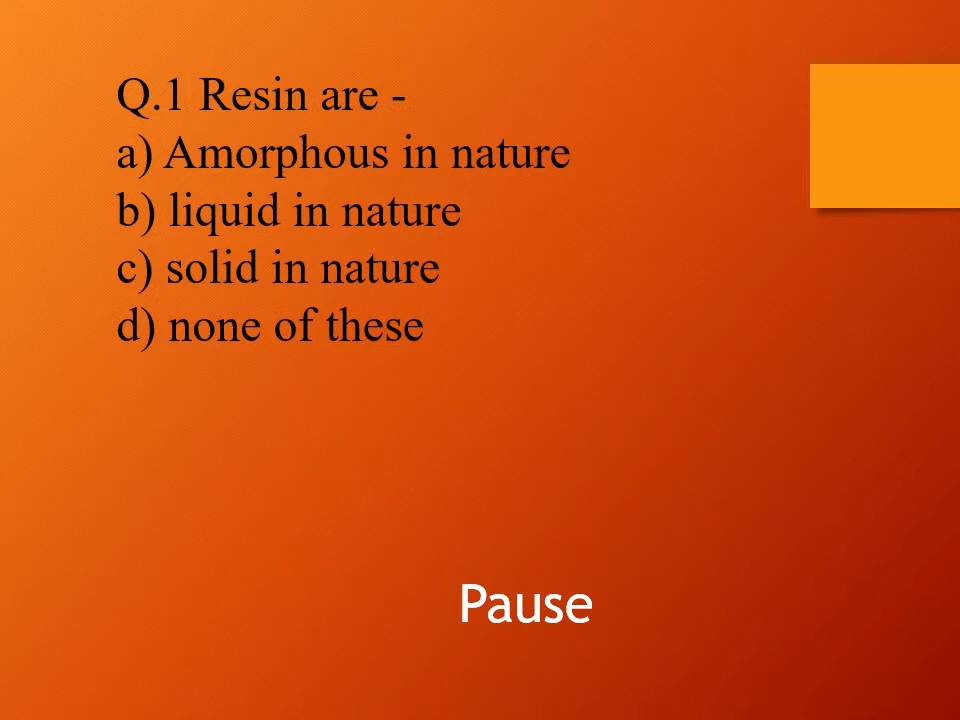 Q.1 Resin are -
a) Amorphous in nature
b) liquid in nature
c) solid in nature
d) none of these
Pause